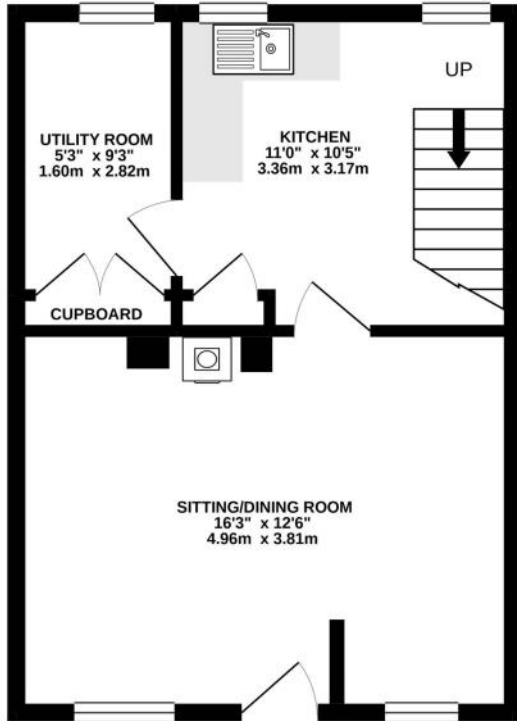 UTILITY ROOM
5'3" x 9'3"
1.60m x 2.82m
UP
KITCHEN
11'0" x 10'5"
3.36m x 3.17m
CUPBOARD
SITTING/DINING ROOM
16'3" x 12'6"
4.96m x 3.81m